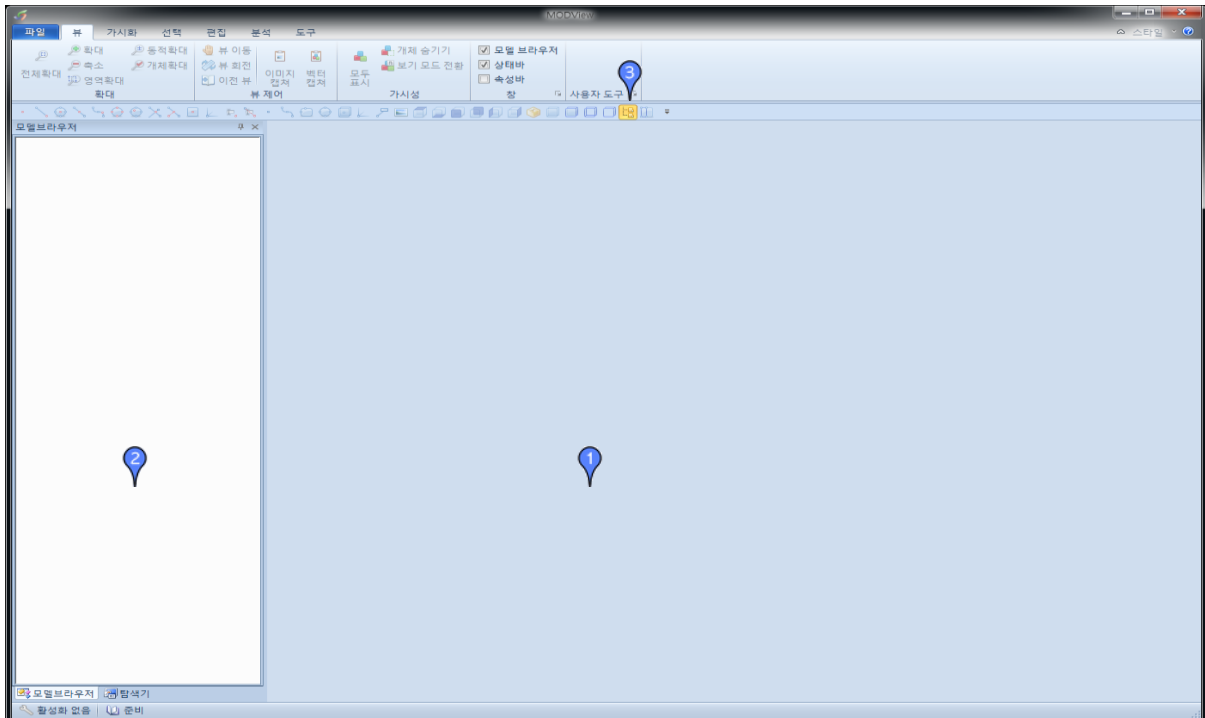 MODView
파일 뷰 가시화 선택 편집 분석 도구 스타일
전체확대 확대 축소 영역확대 동적확대 개체확대
확대
뷰 이동 뷰 회전 이전 뷰 이미지 캡쳐 벡터 캡쳐
뷰 제어
모두 표시 개체 숨기기 보기 모드 전환
가시성
모델 브라우저
상태바
속성바
창
사용자 도구
3
모델브라우저
2
1
모델브라우저 탐색기
활성화 없음 준비